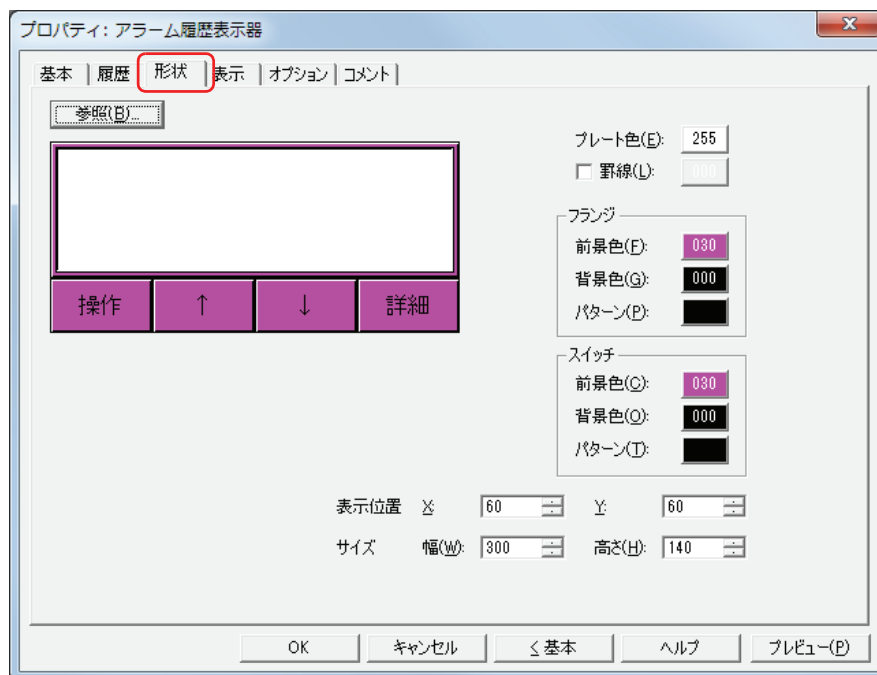 プロパティ: アラーム履歴表示器
基本 履歴 形状 表示 オプション コメント
参照(B)...
プレート色(E): 255
罫線(L): 000
操作 ↑ ↓ 詳細
フランジ
前景色(F): 030
背景色(G): 000
パターン(P):
スイッチ
前景色(C): 030
背景色(O): 000
パターン(T):
表示位置 X: 60 Y: 60
サイズ 幅(W): 300 高さ(H): 140
OK キャンセル < 基本 ヘルプ プレビュー(P)